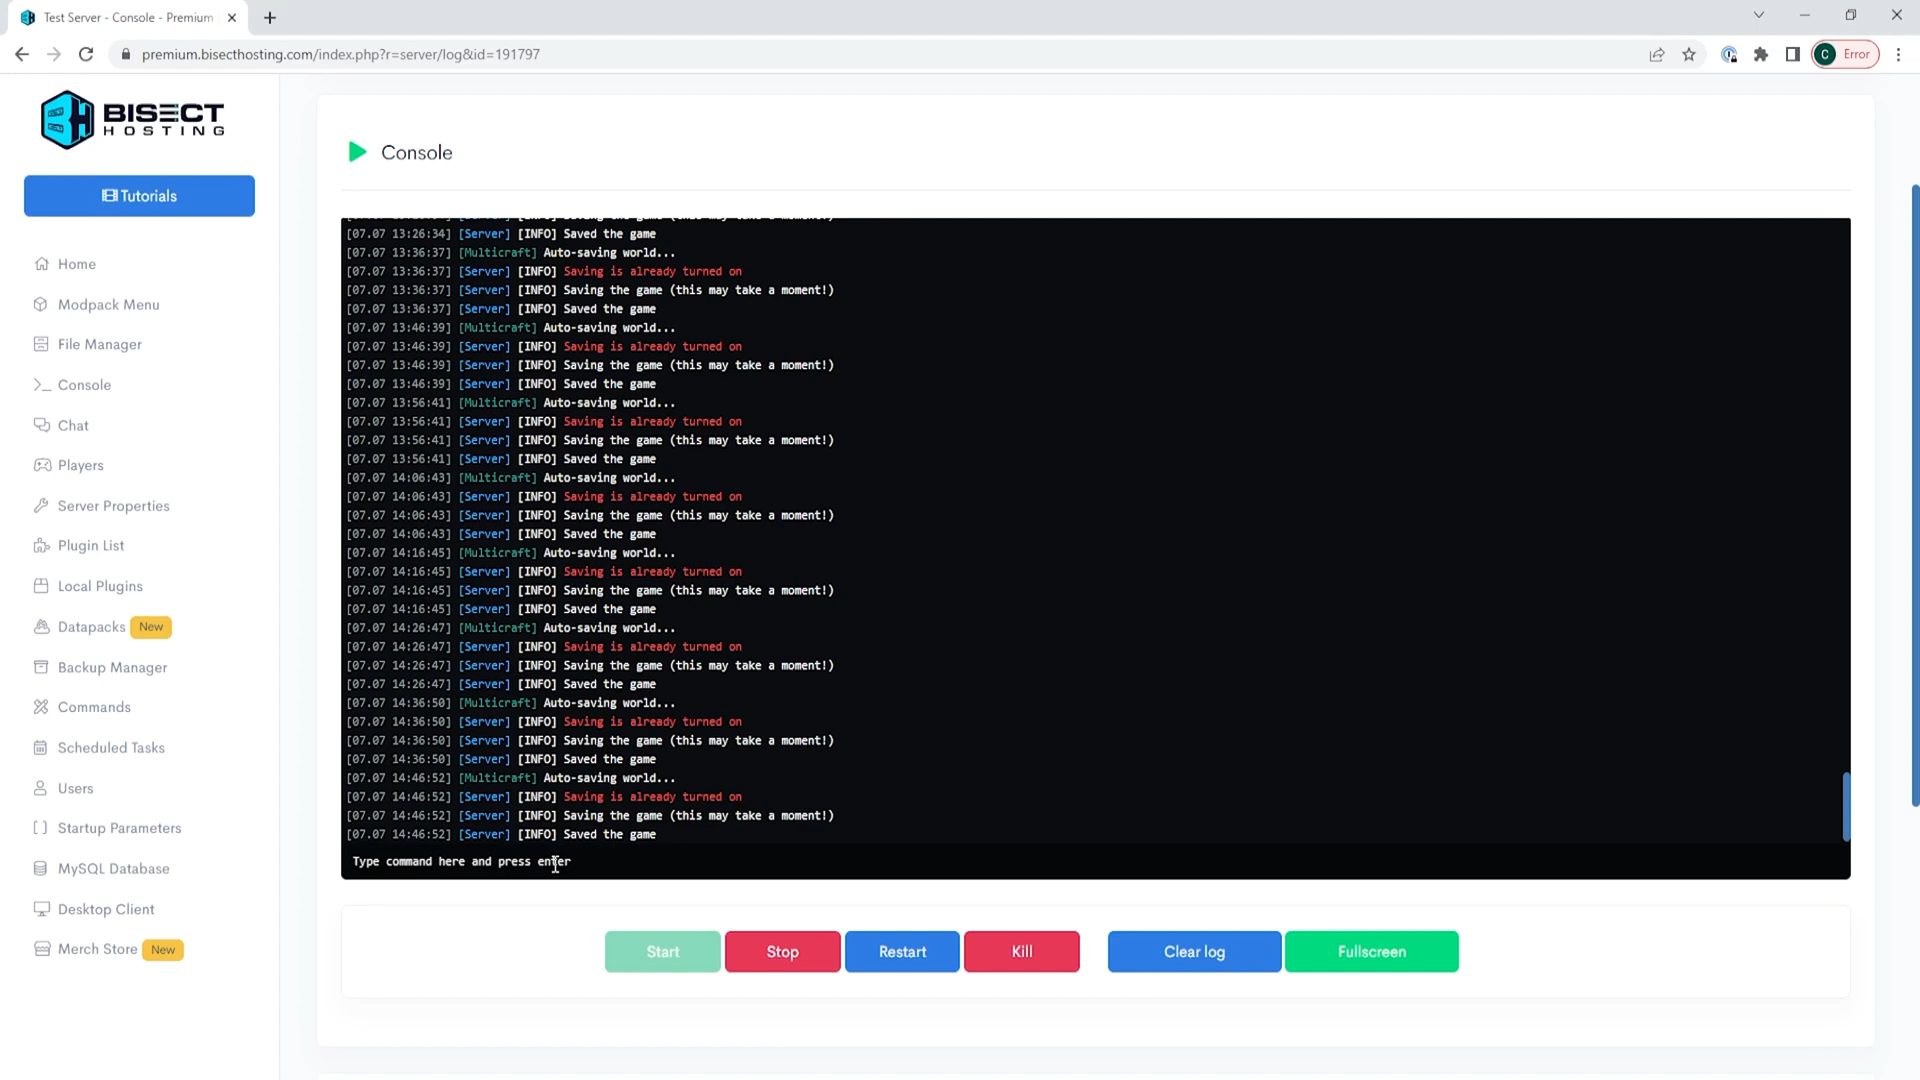 Test Server - Console - Premium
premium.bisecthosting.com/index.php?r=server/log&id=191797
C Error
BISECT
HOSTING
Tutorials
Home
Modpack Menu
File Manager
Console
Chat
Players
Server Properties
Plugin List
Local Plugins
Datapacks New
Backup Manager
Commands
Scheduled Tasks
Users
Startup Parameters
MySQL Database
Desktop Client
Merch Store New
Console
[07.07 13:26:34] [Server] [INFO] Saved the game
[07.07 13:36:37] [Multicraft] Auto-saving world...
[07.07 13:36:37] [Server] [INFO] Saving is already turned on
[07.07 13:36:37] [Server] [INFO] Saving the game (this may take a moment!)
[07.07 13:36:37] [Server] [INFO] Saved the game
[07.07 13:46:39] [Multicraft] Auto-saving world...
[07.07 13:46:39] [Server] [INFO] Saving is already turned on
[07.07 13:46:39] [Server] [INFO] Saving the game (this may take a moment!)
[07.07 13:46:39] [Server] [INFO] Saved the game
[07.07 13:56:41] [Multicraft] Auto-saving world...
[07.07 13:56:41] [Server] [INFO] Saving is already turned on
[07.07 13:56:41] [Server] [INFO] Saving the game (this may take a moment!)
[07.07 13:56:41] [Server] [INFO] Saved the game
[07.07 14:06:43] [Multicraft] Auto-saving world...
[07.07 14:06:43] [Server] [INFO] Saving is already turned on
[07.07 14:06:43] [Server] [INFO] Saving the game (this may take a moment!)
[07.07 14:06:43] [Server] [INFO] Saved the game
[07.07 14:16:45] [Multicraft] Auto-saving world...
[07.07 14:16:45] [Server] [INFO] Saving is already turned on
[07.07 14:16:45] [Server] [INFO] Saving the game (this may take a moment!)
[07.07 14:16:45] [Server] [INFO] Saved the game
[07.07 14:26:47] [Multicraft] Auto-saving world...
[07.07 14:26:47] [Server] [INFO] Saving is already turned on
[07.07 14:26:47] [Server] [INFO] Saving the game (this may take a moment!)
[07.07 14:26:47] [Server] [INFO] Saved the game
[07.07 14:36:50] [Multicraft] Auto-saving world...
[07.07 14:36:50] [Server] [INFO] Saving is already turned on
[07.07 14:36:50] [Server] [INFO] Saving the game (this may take a moment!)
[07.07 14:36:50] [Server] [INFO] Saved the game
[07.07 14:46:52] [Multicraft] Auto-saving world...
[07.07 14:46:52] [Server] [INFO] Saving is already turned on
[07.07 14:46:52] [Server] [INFO] Saving the game (this may take a moment!)
[07.07 14:46:52] [Server] [INFO] Saved the game
Type command here and press enter
Start Stop Restart Kill Clear log Fullscreen